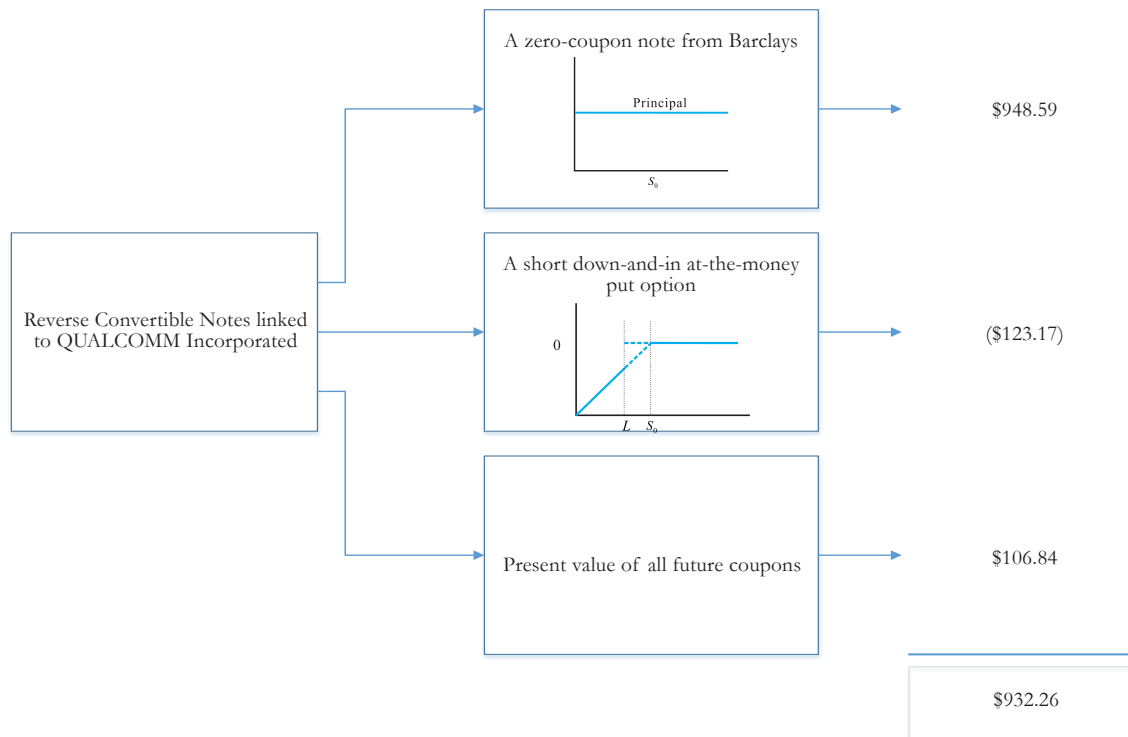 A zero-coupon note from Barclays
Principal
S₀
$948.59
Reverse Convertible Notes linked
to QUALCOMM Incorporated
A short down-and-in at-the-money
put option
0
L S₀
($123.17)
Present value of all future coupons
$106.84
$932.26